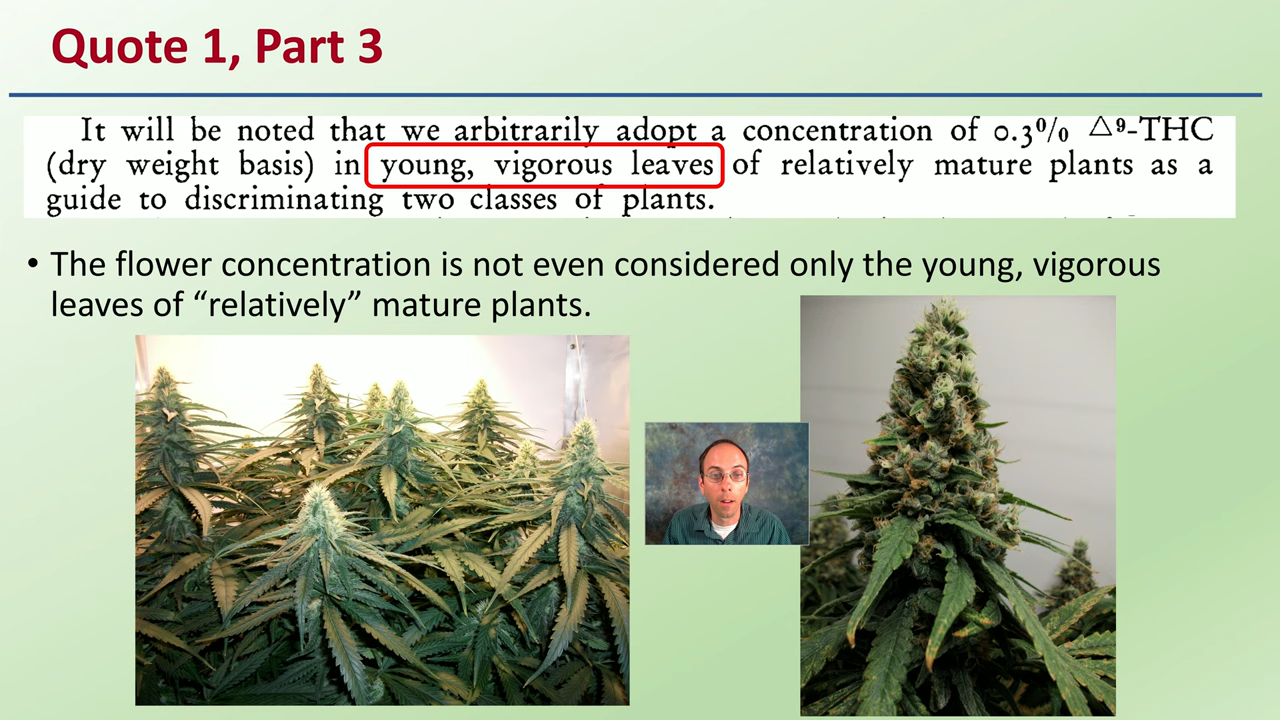 Quote 1, Part 3
It will be noted that we arbitrarily adopt a concentration of 0.3% △⁹-THC
(dry weight basis) in young, vigorous leaves of relatively mature plants as a
guide to discriminating two classes of plants.
• The flower concentration is not even considered only the young, vigorous
leaves of “relatively” mature plants.